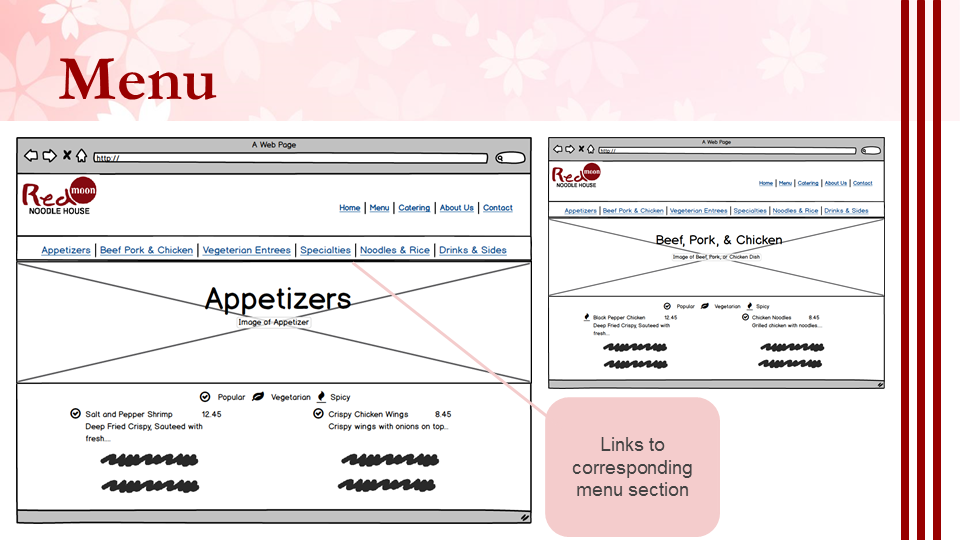 Menu
A Web Page
http://
Red moon
NOODLE HOUSE
Home | Menu | Catering | About Us | Contact
Appetizers | Beef Pork & Chicken | Vegeterian Entrees | Specialties | Noodles & Rice | Drinks & Sides
Appetizers
Image of Appetizer
Popular Vegetarian Spicy
Salt and Pepper Shrimp 12.45
Deep Fried Crispy, Sauteed with
fresh...
Crispy Chicken Wings 8.45
Crispy wings with onions on top..
A Web Page
http://
Red moon
NOODLE HOUSE
Home | Menu | Catering | About Us | Contact
Appetizers | Beef Pork & Chicken | Vegeterian Entrees | Specialties | Noodles & Rice | Drinks & Sides
Beef, Pork, & Chicken
Image of Beef, Pork, or Chicken Dish
Popular Vegetarian Spicy
Black Pepper Chicken 12.45
Deep Fried Crispy, Sauteed with
fresh...
Chicken Noodles 8.45
Grilled chicken with noodles...
Links to
corresponding
menu section